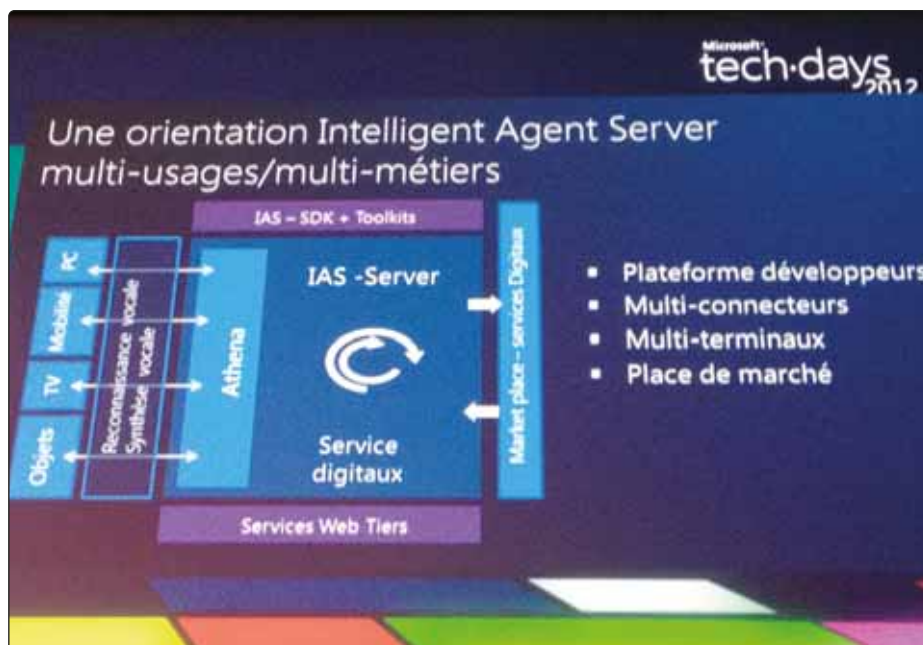 Microsoft
tech·days
2012
Une orientation Intelligent Agent Server
multi-usages/multi-métiers
IAS – SDK + Toolkits
PC
Mobilité
TV
Objets
Reconnaissance vocale
Synthèse vocale
Athena
IAS -Server
Service
digitaux
Market place – services Digitaux
Services Web Tiers
▪ Plateforme développeurs
▪ Multi-connecteurs
▪ Multi-terminaux
▪ Place de marché